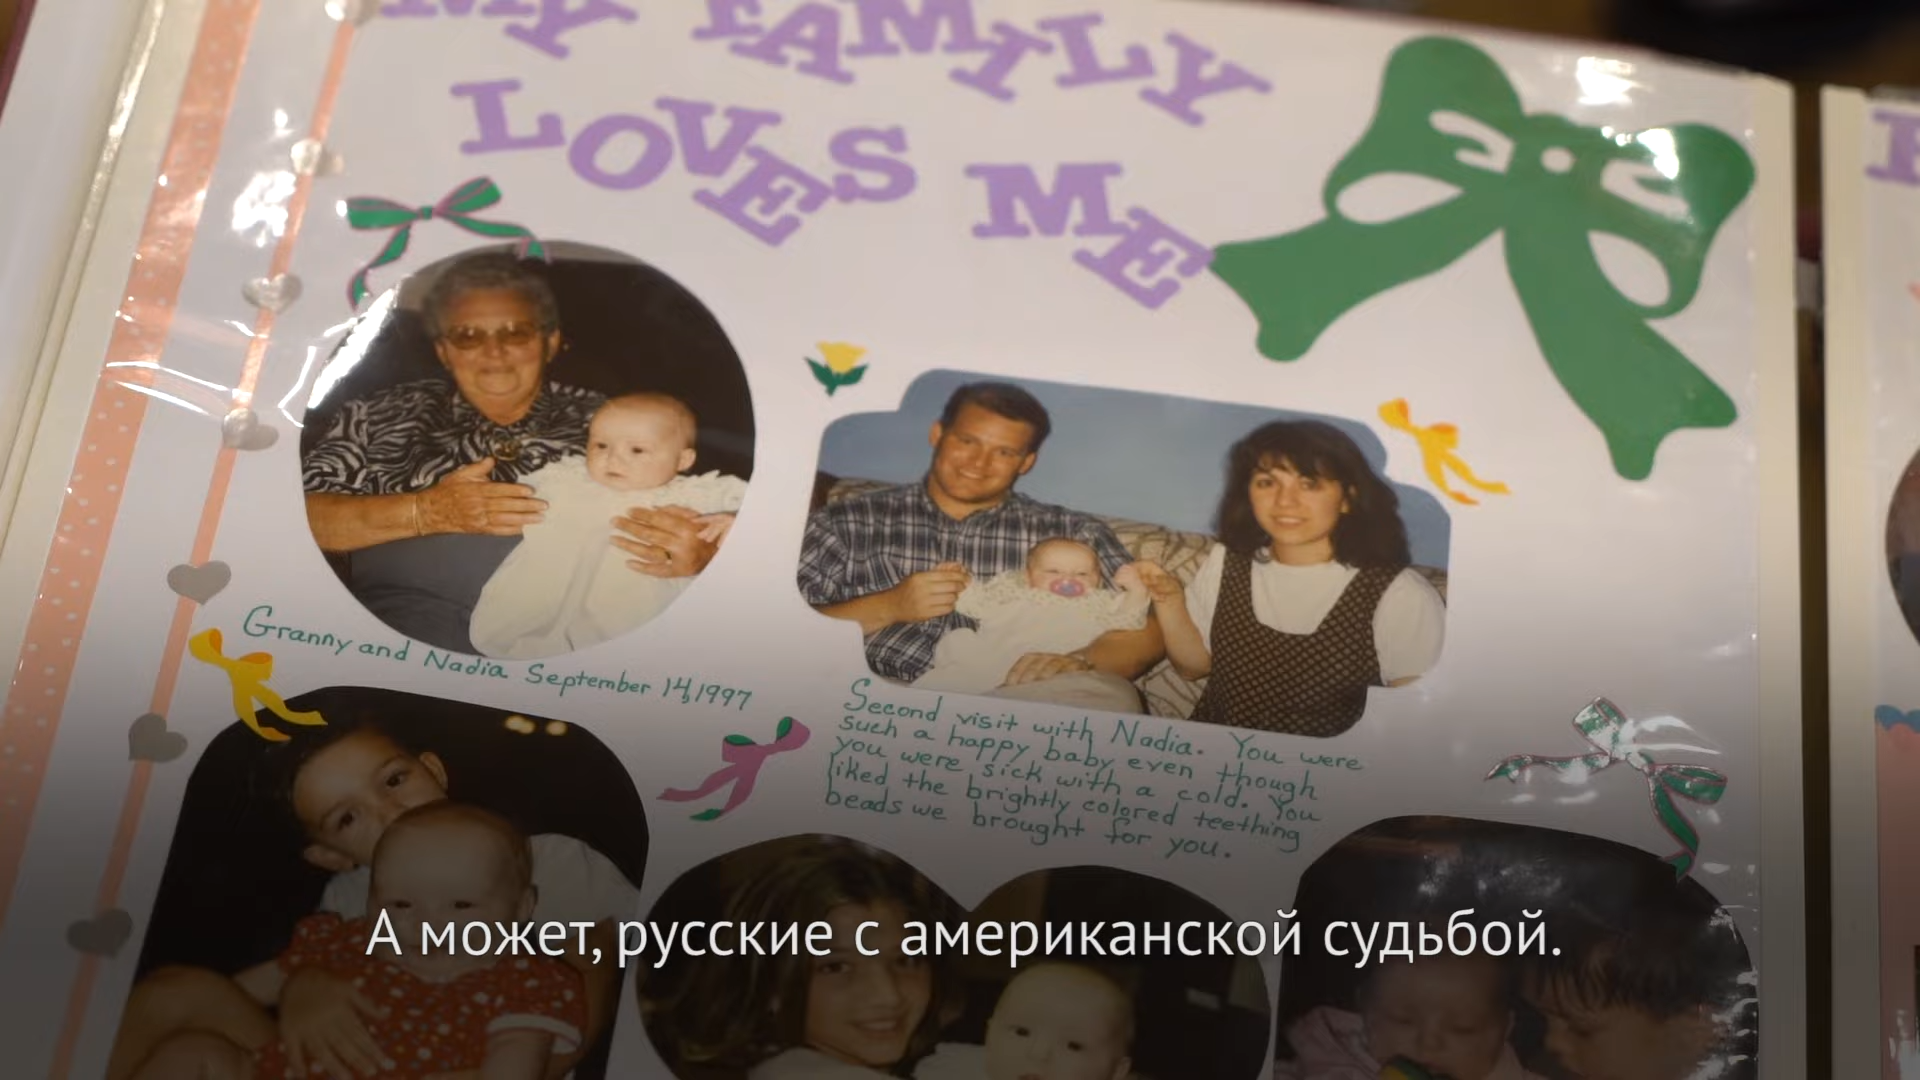 MY FAMILY
LOVES ME
Granny and Nadia September 14, 1997
Second visit with Nadia. You were
such a happy baby even though
you were sick with a cold. You
liked the brightly colored teething
beads we brought for you.
А может, русские с американской судьбой.